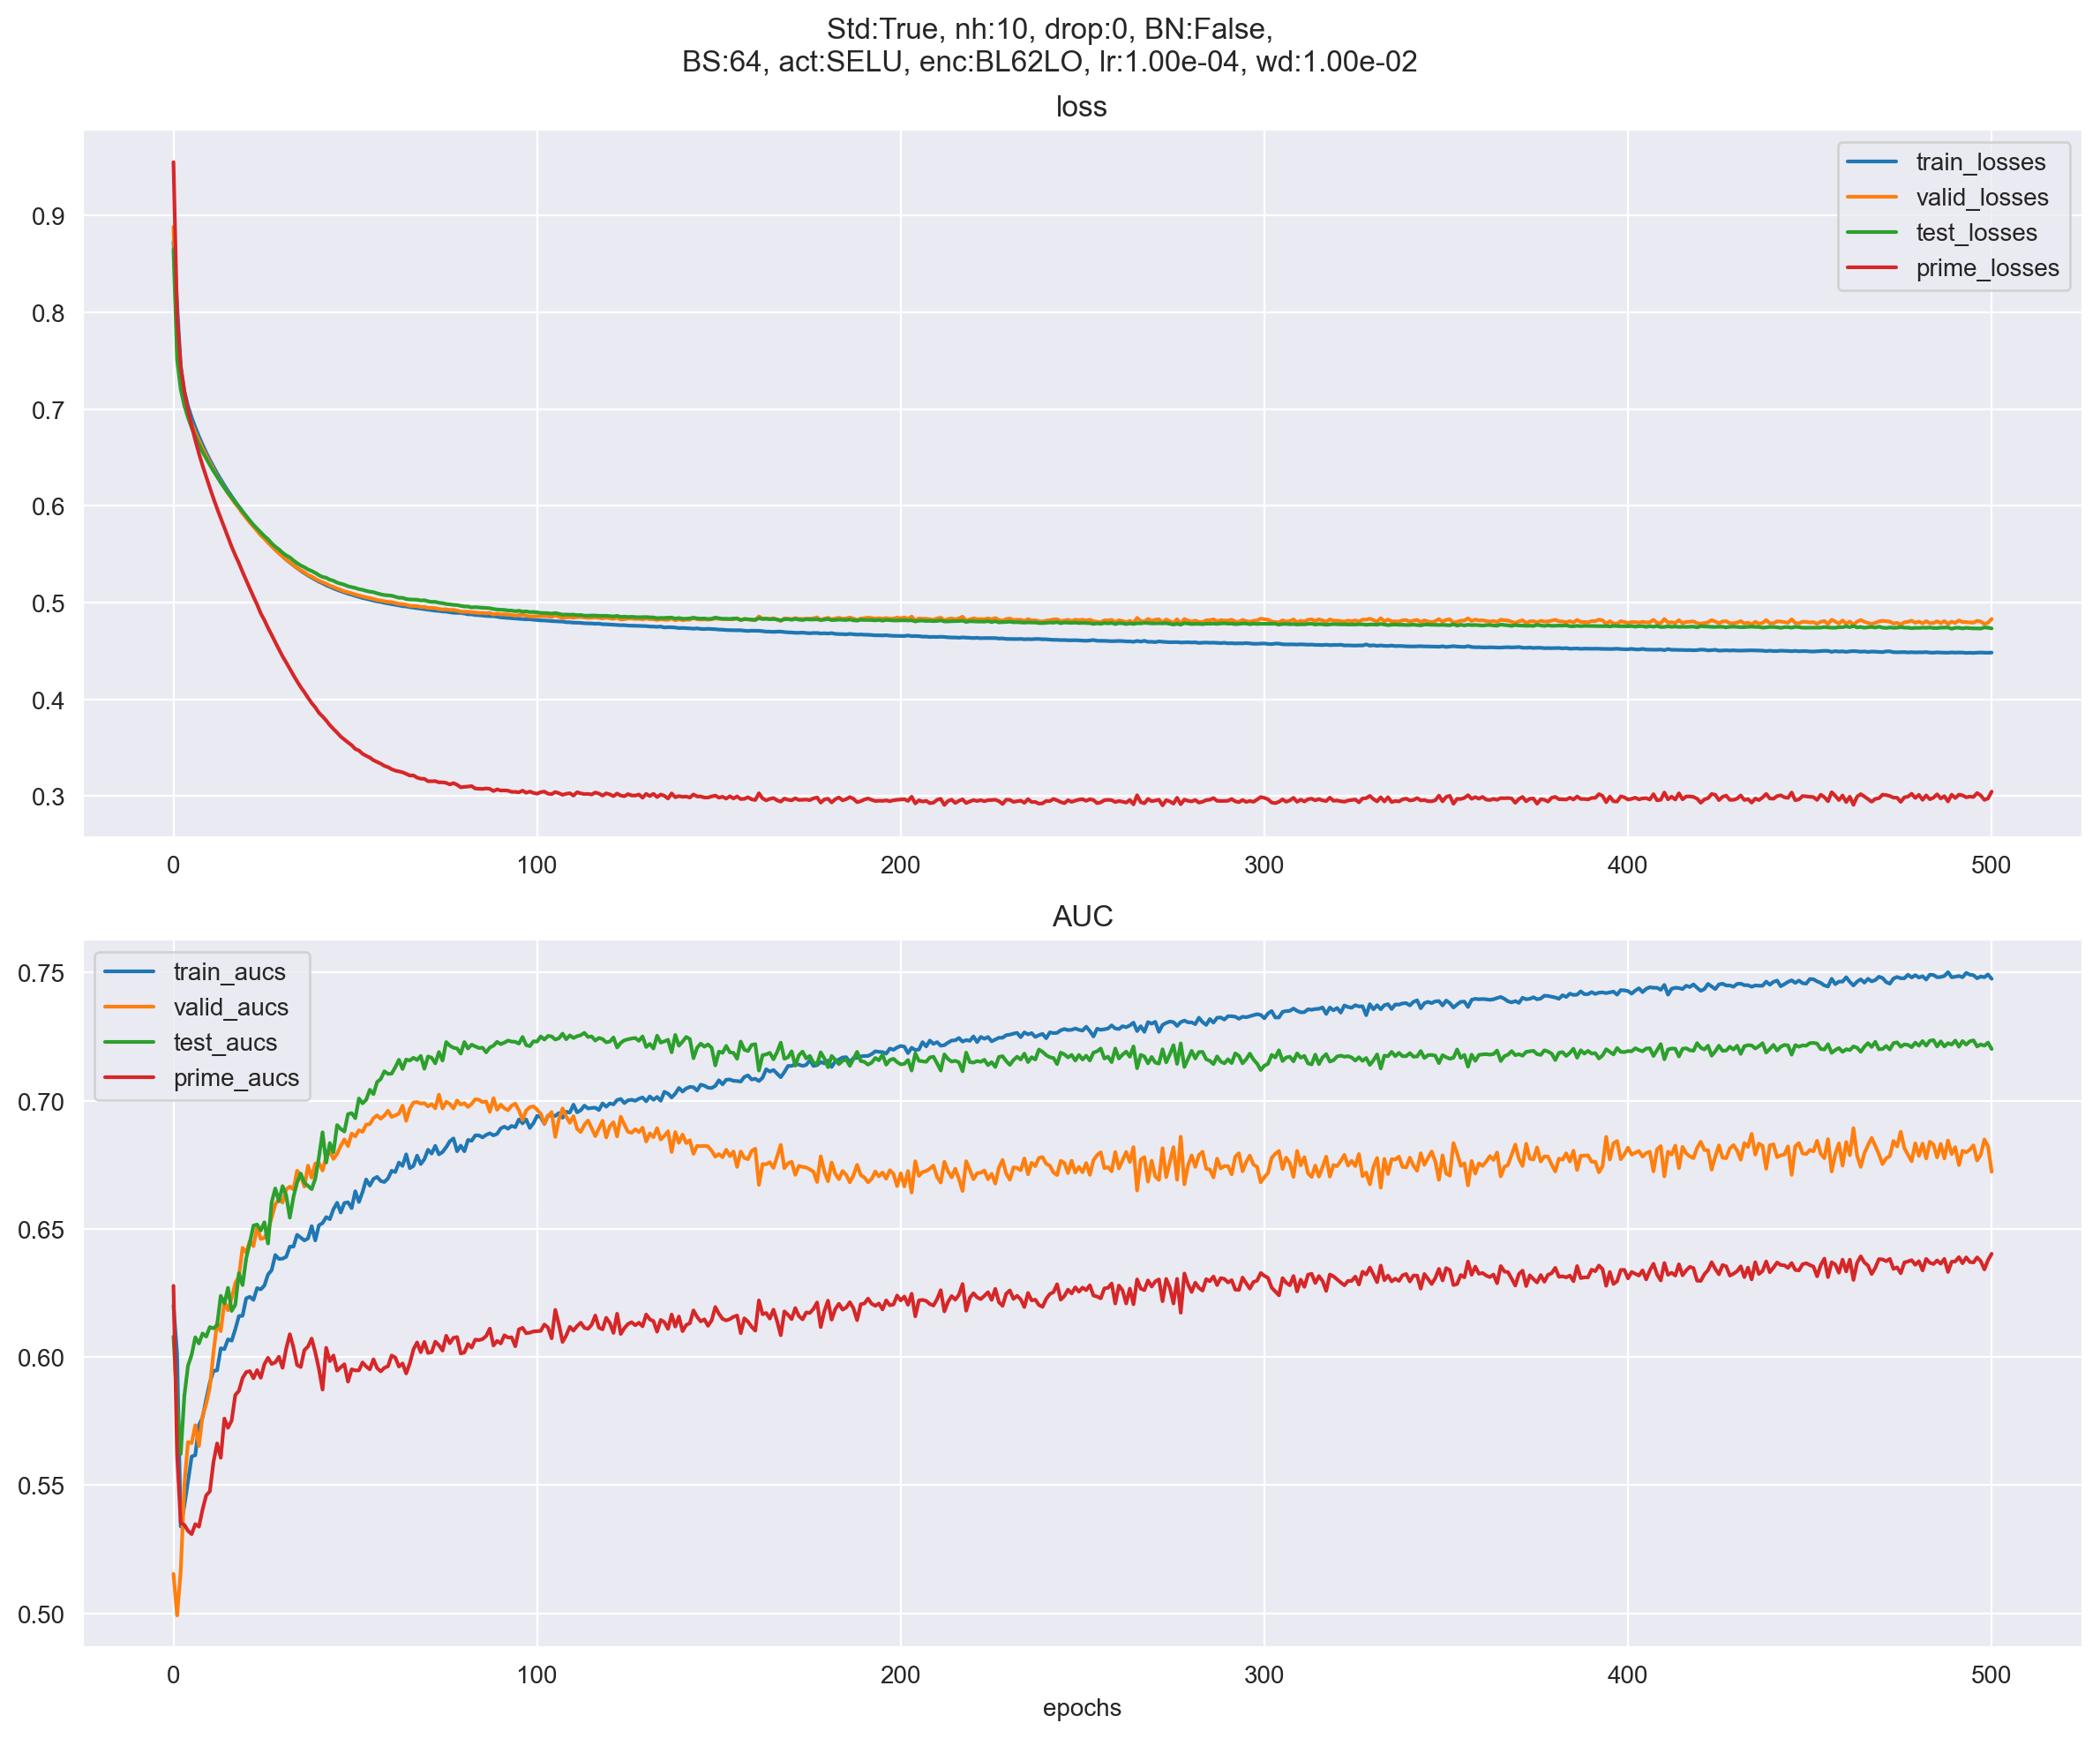 Std:True, nh:10, drop:0, BN:False,
BS:64, act:SELU, enc:BL62LO, lr:1.00e-04, wd:1.00e-02
loss
train_losses
valid_losses
test_losses
prime_losses
0.9
0.8
0.7
0.6
0.5
0.4
0.3
0 100 200 300 400 500
AUC
train_aucs
valid_aucs
test_aucs
prime_aucs
0.75
0.70
0.65
0.60
0.55
0.50
0 100 200 300 400 500
epochs